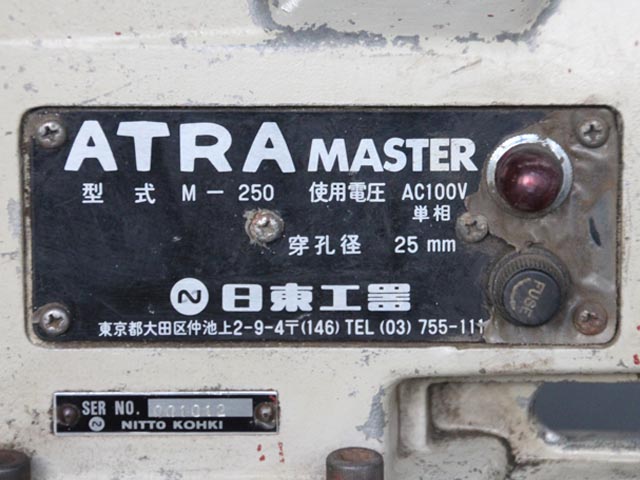 ATRA MASTER
型式 M-250 使用電圧 AC100V
単相
穿孔径 25mm
日東工器
東京都大田区仲池上2-9-4〒(146) TEL (03) 755-111
FUSE
SER NO. 001012
NITTO KOHKI